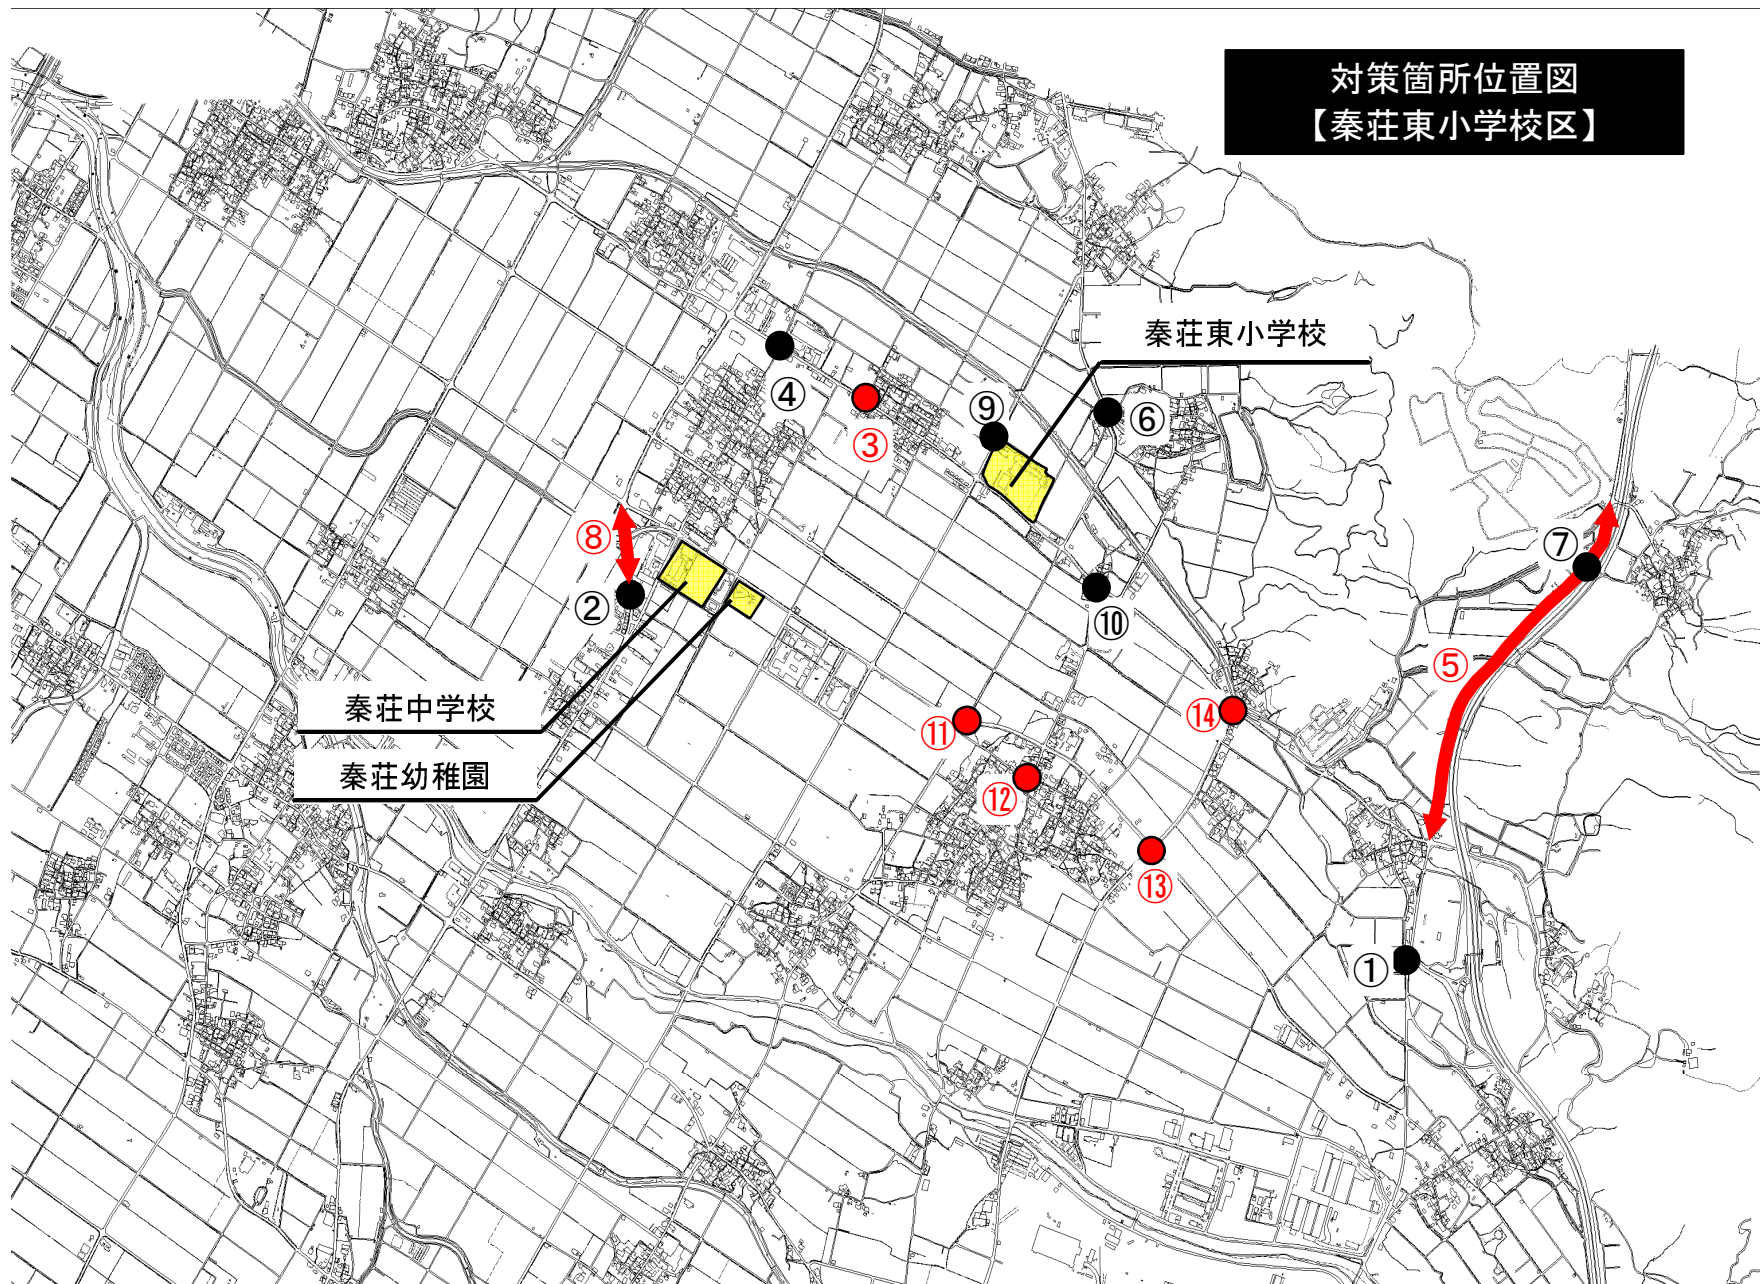 対策箇所位置図
【秦荘東小学校区】
秦荘東小学校
④
③
⑨
⑥
⑧
②
⑦
⑩
⑤
秦荘中学校
秦荘幼稚園
⑪
⑭
⑫
⑬
①